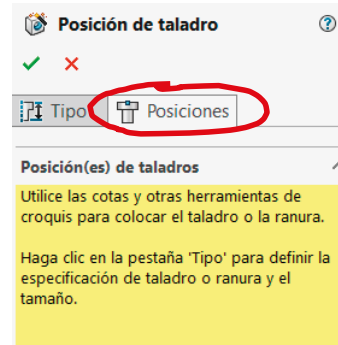 Posición de taladro
Tipo
Posiciones
Posición(es) de taladros
Utilice las cotas y otras herramientas de
croquis para colocar el taladro o la ranura.
Haga clic en la pestaña 'Tipo' para definir la
especificación de taladro o ranura y el
tamaño.